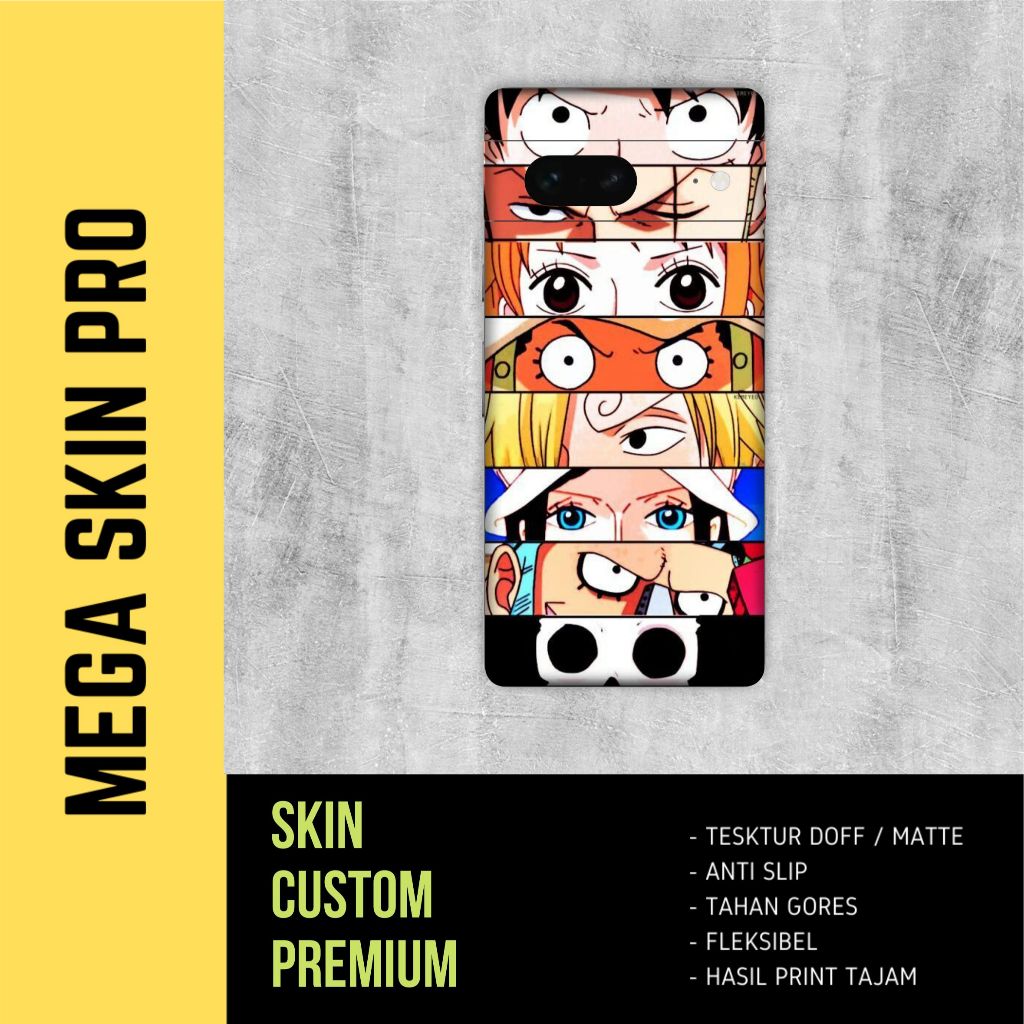 MEGA SKIN PRO
SKIN
CUSTOM
PREMIUM
- TESKTUR DOFF / MATTE
- ANTI SLIP
- TAHAN GORES
- FLEKSIBEL
- HASIL PRINT TAJAM